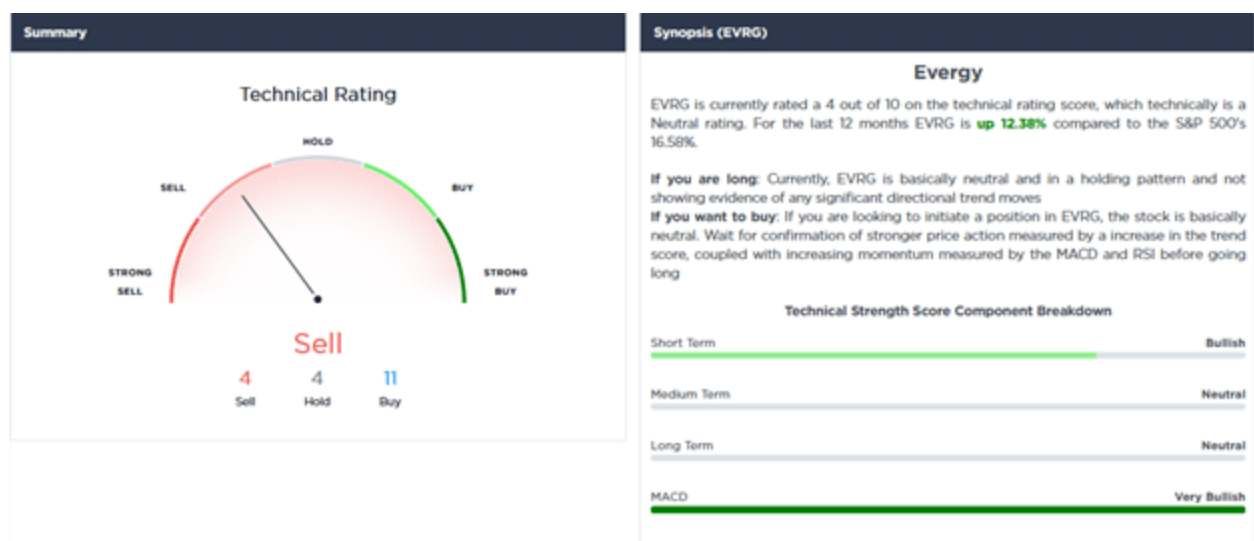 Summary
Technical Rating
HOLD
SELL
BUY
STRONG
SELL
STRONG
BUY
Sell
4 4 11
Sell Hold Buy
Synopsis (EVRG)
Evergy
EVRG is currently rated a 4 out of 10 on the technical rating score, which technically is a
Neutral rating. For the last 12 months EVRG is up 12.38% compared to the S&P 500's
16.58%.
If you are long: Currently, EVRG is basically neutral and in a holding pattern and not
showing evidence of any significant directional trend moves
If you want to buy: If you are looking to initiate a position in EVRG, the stock is basically
neutral. Wait for confirmation of stronger price action measured by a increase in the trend
score, coupled with increasing momentum measured by the MACD and RSI before going
long
Technical Strength Score Component Breakdown
Short Term Bullish
Medium Term Neutral
Long Term Neutral
MACD Very Bullish